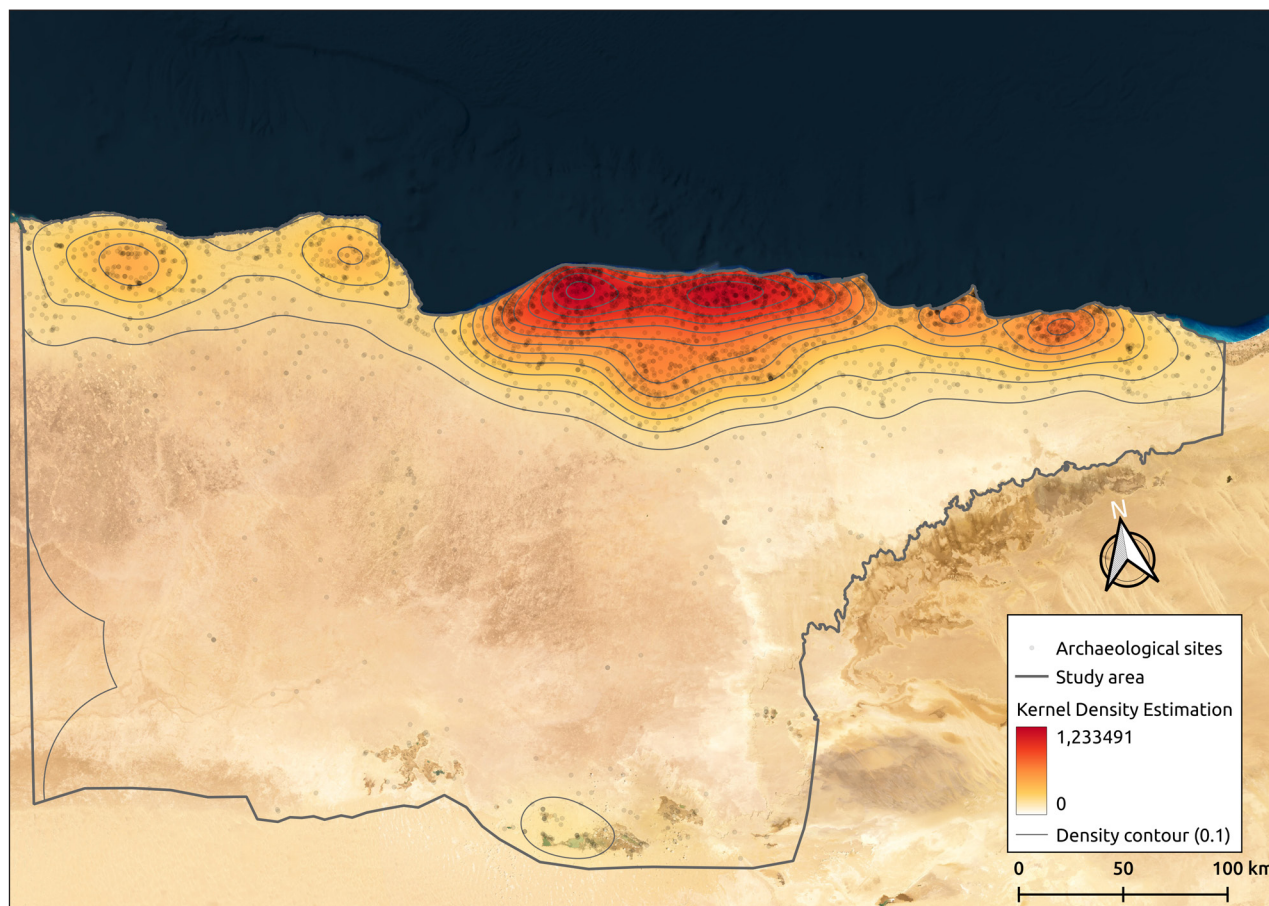 N
Archaeological sites
Study area
Kernel Density Estimation
1,233491
0
Density contour (0.1)
0 50 100 km